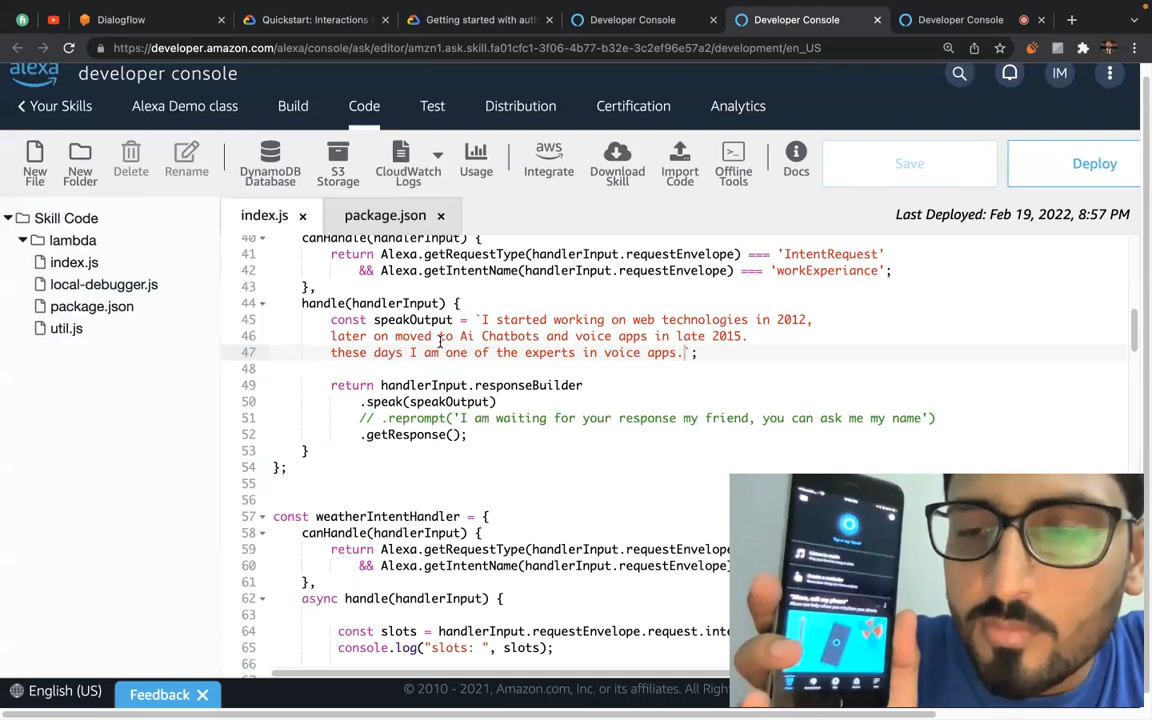 Dialogflow
Quickstart: Interactions
Getting started with auth
Developer Console
Developer Console
Developer Console
https://developer.amazon.com/alexa/console/ask/editor/amzn1.ask.skill.fa01cfc1-3f06-4b77-b32e-3c2ef96e57a2/development/en_US
alexa developer console
IM
Your Skills
Alexa Demo class
Build
Code
Test
Distribution
Certification
Analytics
New File
New Folder
Delete
Rename
DynamoDB Database
S3 Storage
CloudWatch Logs
Usage
aws
Integrate
Download Skill
Import Code
Offline Tools
Docs
Save
Deploy
Skill Code
lambda
index.js
local-debugger.js
package.json
util.js
index.js
package.json
Last Deployed: Feb 19, 2022, 8:57 PM
40 canHandle(handlerInput) {
41 return Alexa.getRequestType(handlerInput.requestEnvelope) === 'IntentRequest'
42 && Alexa.getIntentName(handlerInput.requestEnvelope) === 'workExperiance';
43 },
44 handle(handlerInput) {
45 const speakOutput = `I started working on web technologies in 2012,
46 later on moved to Ai Chatbots and voice apps in late 2015.
47 these days I am one of the experts in voice apps.`;
48
49 return handlerInput.responseBuilder
50 .speak(speakOutput)
51 // .reprompt('I am waiting for your response my friend, you can ask me my name')
52 .getResponse();
53 }
54 };
55
56
57 const weatherIntentHandler = {
58 canHandle(handlerInput) {
59 return Alexa.getRequestType(handlerInput.requestEnvelope)
60 && Alexa.getIntentName(handlerInput.requestEnvelope)
61 },
62 async handle(handlerInput) {
63
64 const slots = handlerInput.requestEnvelope.request.inte
65 console.log("slots: ", slots);
66
English (US)
Feedback
© 2010 - 2021, Amazon.com, Inc. or its affiliates. All Rights